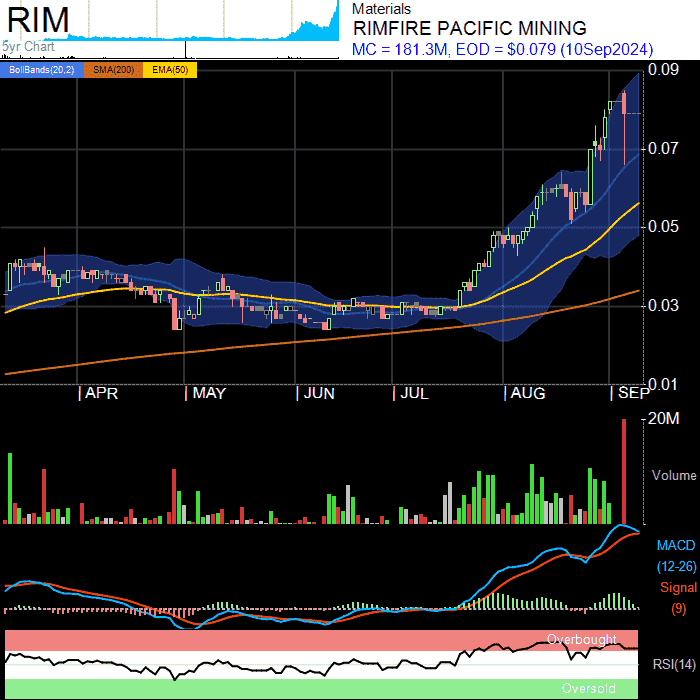 RIM
5yr Chart
Materials
RIMFIRE PACIFIC MINING
MC = 181.3M, EOD = $0.079 (10Sep2024)
BollBands(20,2) SMA(200) EMA(50)
0.09
0.07
0.05
0.03
0.01
APR MAY JUN JUL AUG SEP
20M
Volume
MACD
(12-26)
Signal
(9)
Overbought
RSI(14)
Oversold